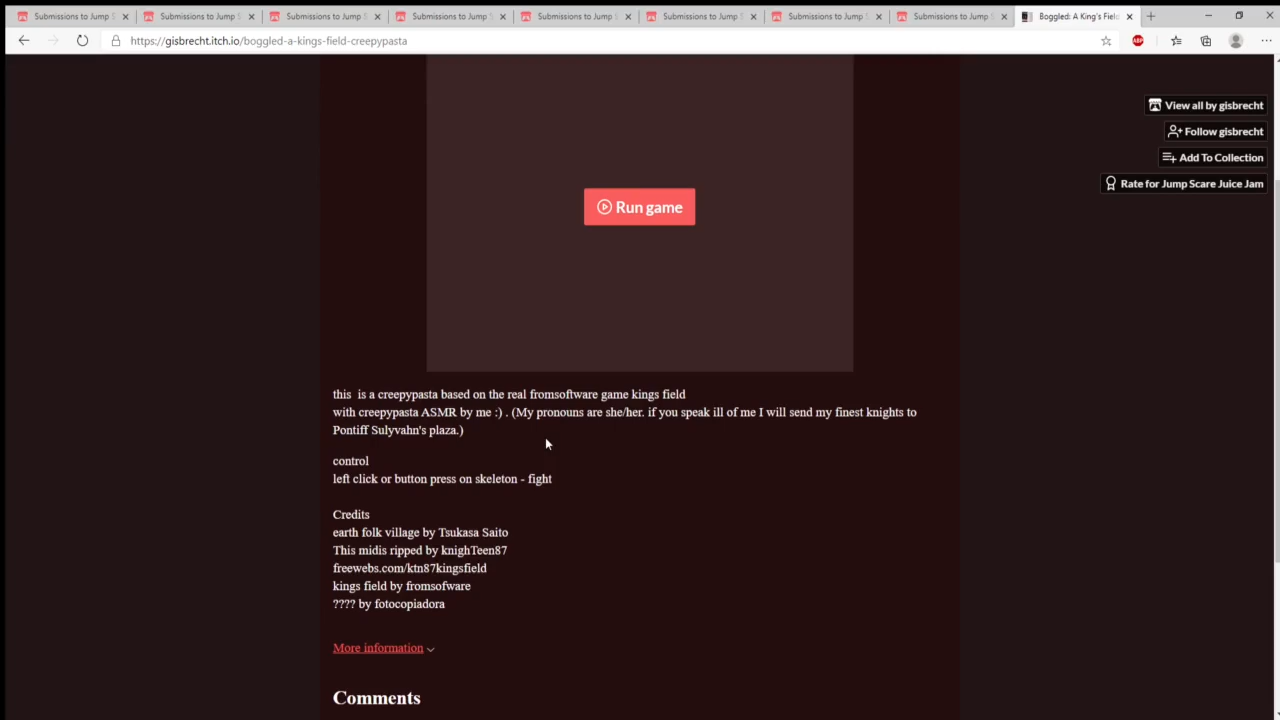 Submissions to Jump S
Submissions to Jump S
Submissions to Jump S
Submissions to Jump S
Submissions to Jump S
Submissions to Jump S
Submissions to Jump S
Submissions to Jump S
Boggled: A King's Fiel
https://gisbrecht.itch.io/boggled-a-kings-field-creepypasta
ABP
View all by gisbrecht
Follow gisbrecht
Add To Collection
Rate for Jump Scare Juice Jam
Run game
this is a creepypasta based on the real fromsoftware game kings field
with creepypasta ASMR by me :) . (My pronouns are she/her. if you speak ill of me I will send my finest knights to
Pontiff Sulyvahn's plaza.)
control
left click or button press on skeleton - fight
Credits
earth folk village by Tsukasa Saito
This midis ripped by knighTeen87
freewebs.com/ktn87kingsfield
kings field by fromsofware
???? by fotocopiadora
More information
Comments